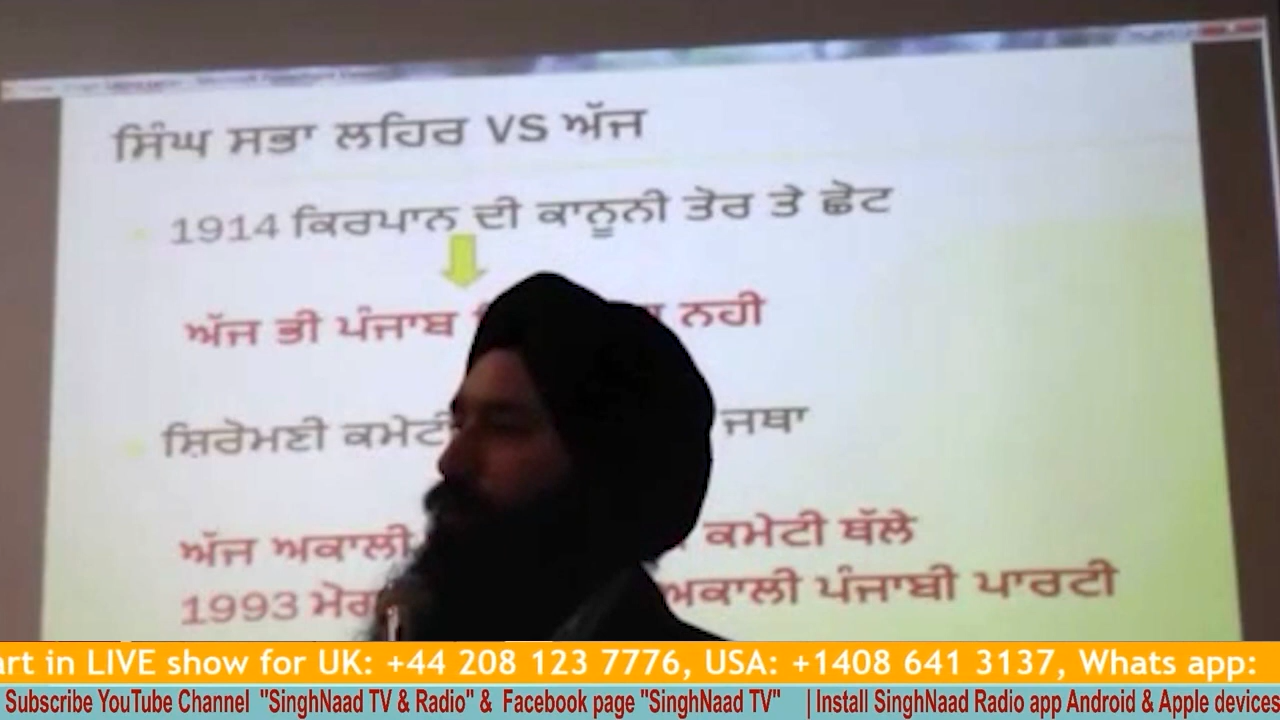 ਸਿੰਘ ਸਭਾ ਲਹਿਰ VS ਅੱਜ
1914 ਕਿਰਪਾਨ ਦੀ ਕਾਨੂਨੀ ਤੋਰ ਤੇ ਛੋਟ
ਅੱਜ ਭੀ ਪੰਜਾਬ ਨਹੀ
ਸ਼ਿਰੋਮਣੀ ਕਮੇਟੀ ਜਥਾ
ਅੱਜ ਅਕਾਲੀ ਕਮੇਟੀ ਥੱਲੇ
1993 ਅਕਾਲੀ ਪੰਜਾਬੀ ਪਾਰਟੀ
art in LIVE show for UK: +44 208 123 7776, USA: +1408 641 3137, Whats app:
Subscribe YouTube Channel "SinghNaad TV & Radio" & Facebook page "SinghNaad TV" | Install SinghNaad Radio app Android & Apple devices